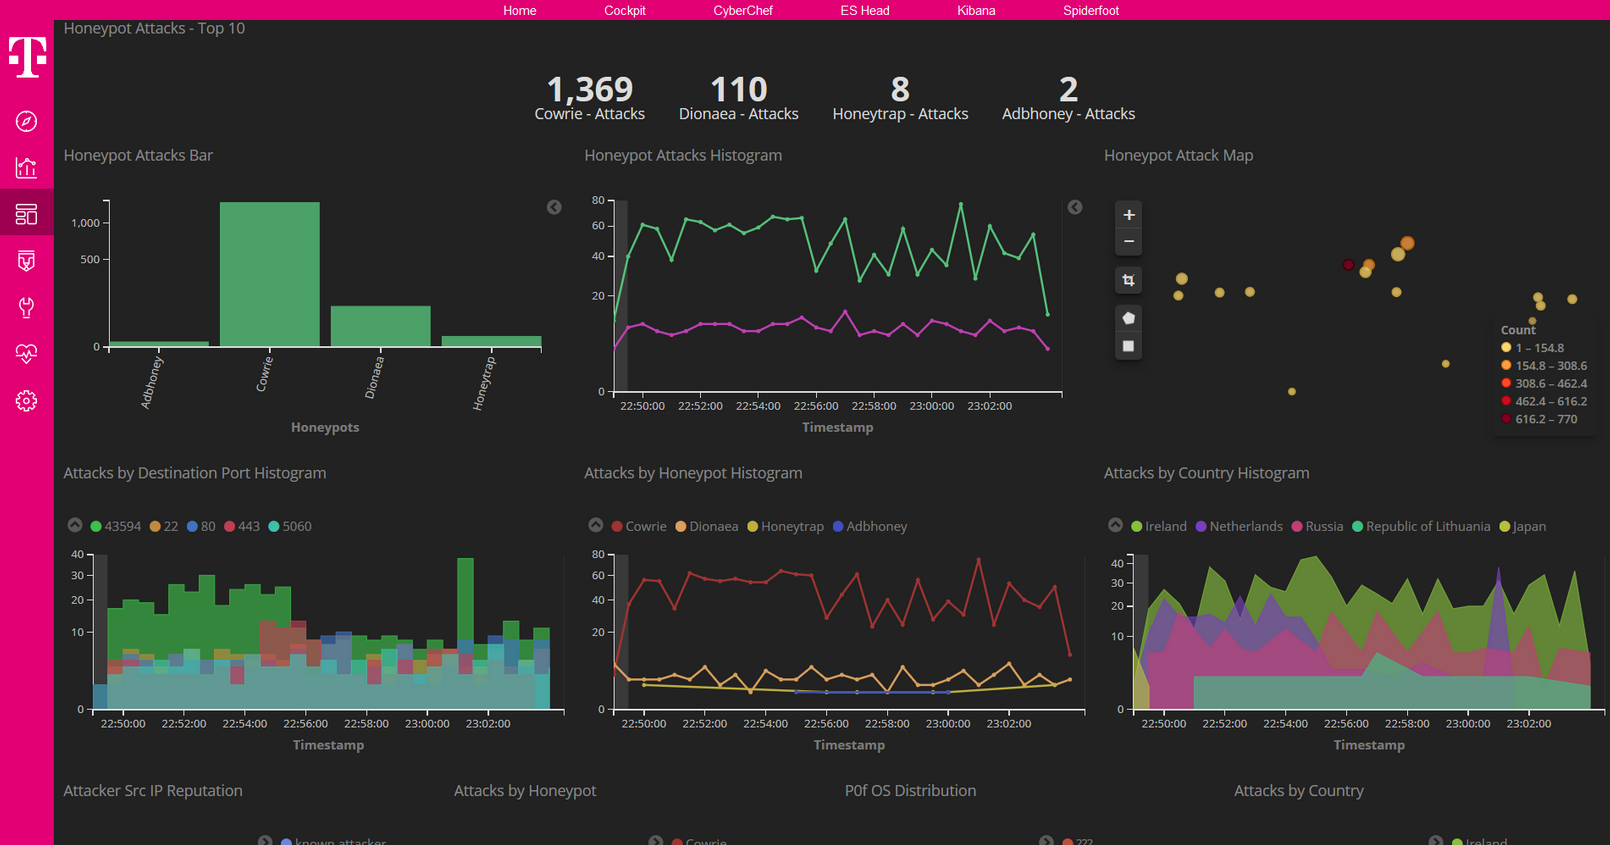 Home Cockpit CyberChef ES Head Kibana Spiderfoot
T
Honeypot Attacks - Top 10
1,369 110 8 2
Cowrie - Attacks Dionaea - Attacks Honeytrap - Attacks Adbhoney - Attacks
Honeypot Attacks Bar
1,000
500
0
Adbhoney
Cowrie
Dionaea
Honeytrap
Honeypots
Honeypot Attacks Histogram
80
60
40
20
0
22:50:00 22:52:00 22:54:00 22:56:00 22:58:00 23:00:00 23:02:00
Timestamp
Honeypot Attack Map
+
−
Count
1 – 154.8
154.8 – 308.6
308.6 – 462.4
462.4 – 616.2
616.2 – 770
Attacks by Destination Port Histogram
43594 22 80 443 5060
40
30
20
10
0
22:50:00 22:52:00 22:54:00 22:56:00 22:58:00 23:00:00 23:02:00
Timestamp
Attacks by Honeypot Histogram
Cowrie Dionaea Honeytrap Adbhoney
80
60
40
20
0
22:50:00 22:52:00 22:54:00 22:56:00 22:58:00 23:00:00 23:02:00
Timestamp
Attacks by Country Histogram
Ireland Netherlands Russia Republic of Lithuania Japan
40
30
20
10
0
22:50:00 22:52:00 22:54:00 22:56:00 22:58:00 23:00:00 23:02:00
Timestamp
Attacker Src IP Reputation Attacks by Honeypot P0f OS Distribution Attacks by Country
known attacker Cowrie ??? Ireland